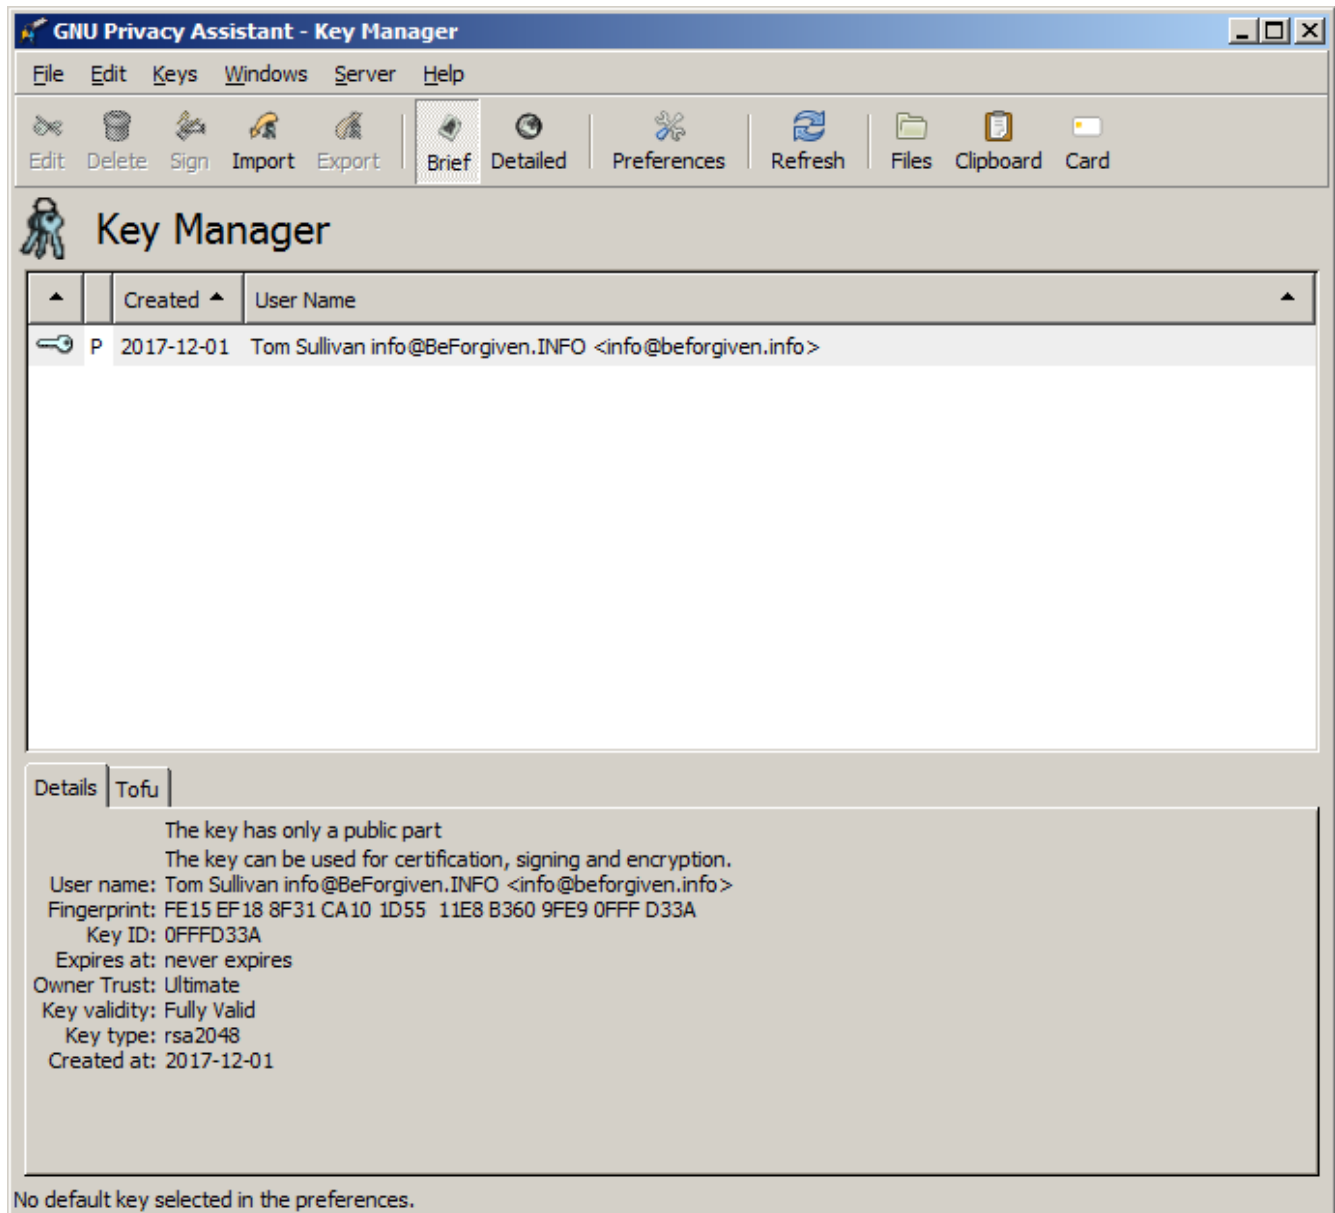 GNU Privacy Assistant - Key Manager
File Edit Keys Windows Server Help
Edit Delete Sign Import Export Brief Detailed Preferences Refresh Files Clipboard Card
Key Manager
Created User Name
P 2017-12-01 Tom Sullivan info@BeForgiven.INFO <info@beforgiven.info>
Details Tofu
The key has only a public part
The key can be used for certification, signing and encryption.
User name: Tom Sullivan info@BeForgiven.INFO <info@beforgiven.info>
Fingerprint: FE15 EF18 8F31 CA10 1D55  11E8 B360 9FE9 0FFF D33A
Key ID: 0FFFD33A
Expires at: never expires
Owner Trust: Ultimate
Key validity: Fully Valid
Key type: rsa2048
Created at: 2017-12-01
No default key selected in the preferences.